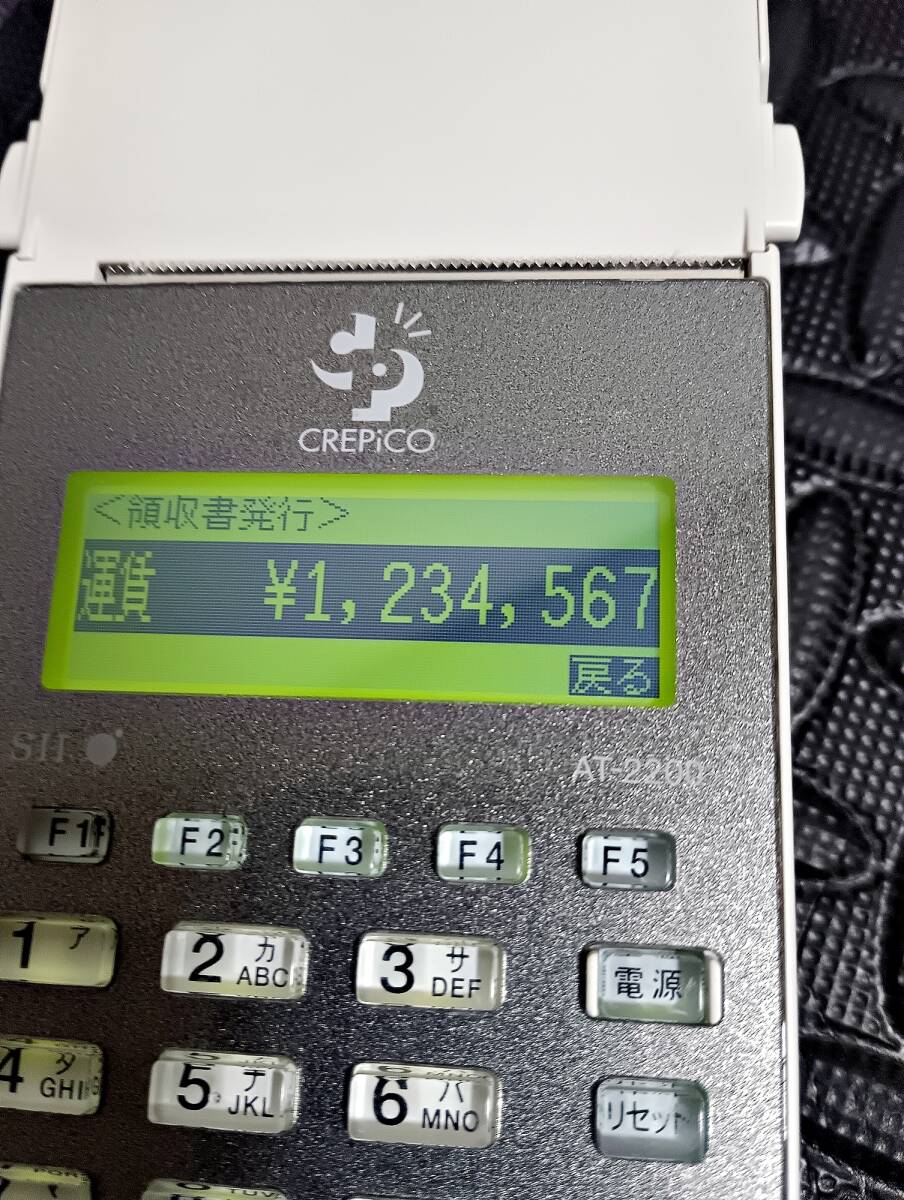 CREPiCO
<領収書発行>
運賃 ¥1,234,567
戻る
SII
AT-2200
F1 F2 F3 F4 F5
1 ア 2 カ ABC 3 サ DEF 電源
4 タ GHI 5 ナ JKL 6 ハ MNO リセット